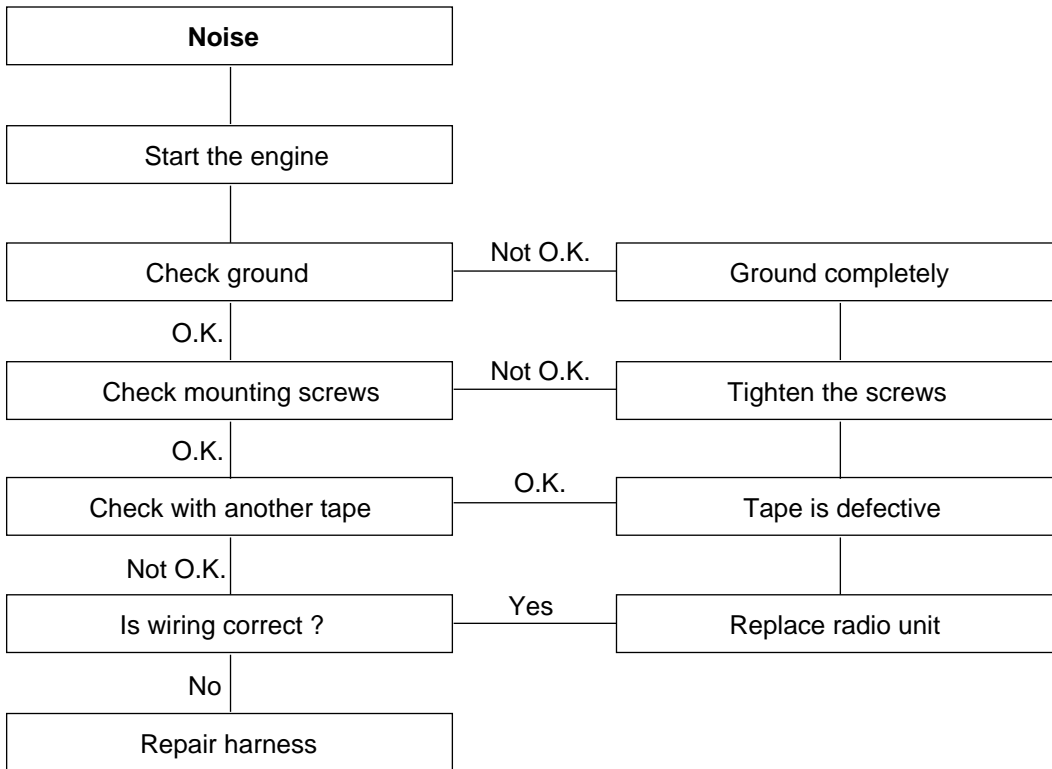 Noise
Start the engine
Check ground
Not O.K.
Ground completely
O.K.
Check mounting screws
Not O.K.
Tighten the screws
O.K.
Check with another tape
O.K.
Tape is defective
Not O.K.
Is wiring correct ?
Yes
Replace radio unit
No
Repair harness